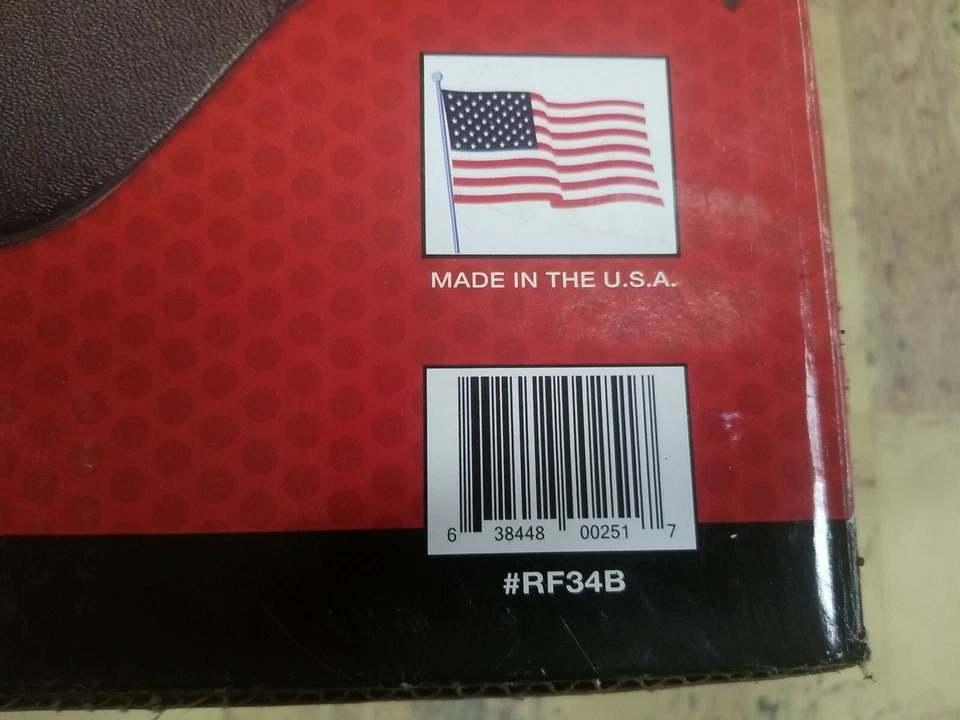 MADE IN THE U.S.A.
6 38448 00251 7
#RF34B